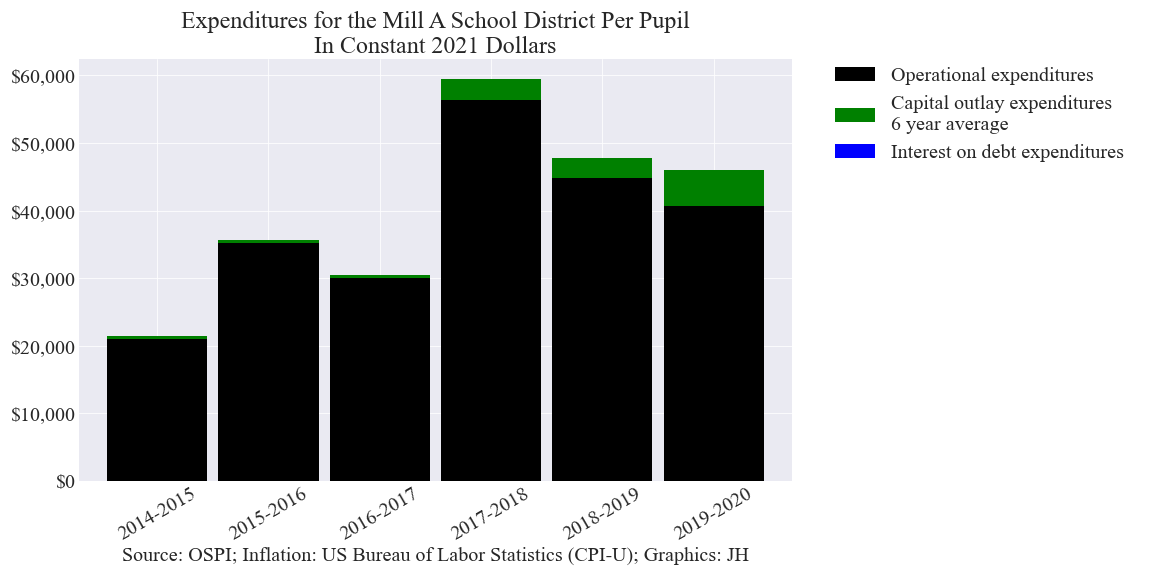 Expenditures for the Mill A School District Per Pupil
In Constant 2021 Dollars
$60,000
$50,000
$40,000
$30,000
$20,000
$10,000
$0
2014-2015
2015-2016
2016-2017
2017-2018
2018-2019
2019-2020
Source: OSPI; Inflation: US Bureau of Labor Statistics (CPI-U); Graphics: JH
Operational expenditures
Capital outlay expenditures
6 year average
Interest on debt expenditures